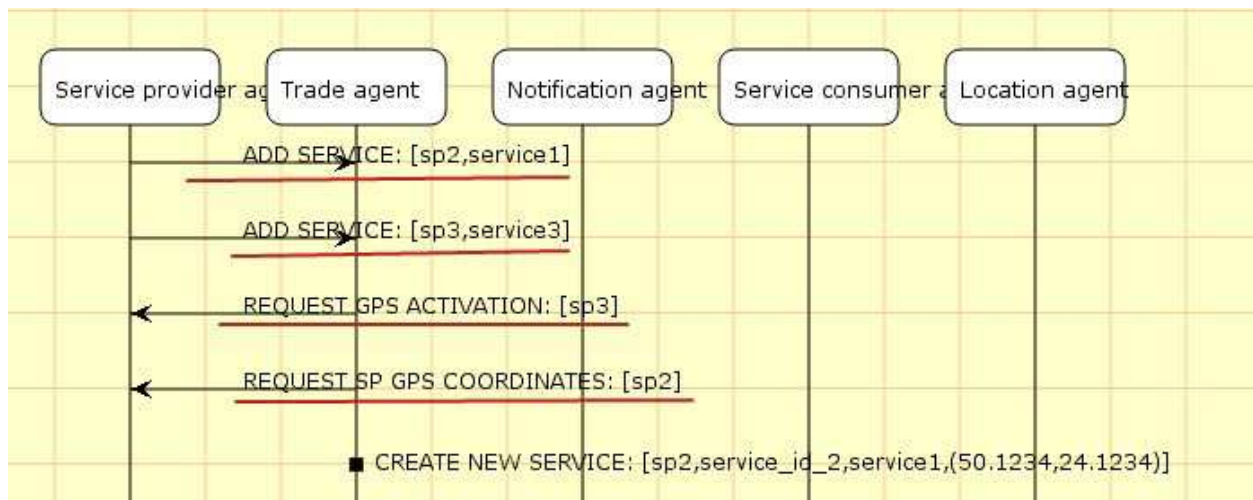 Service provider ag
Trade agent
Notification agent
Service consumer a
Location agent
ADD SERVICE: [sp2,service1]
ADD SERVICE: [sp3,service3]
REQUEST GPS ACTIVATION: [sp3]
REQUEST SP GPS COORDINATES: [sp2]
CREATE NEW SERVICE: [sp2,service_id_2,service1,(50.1234,24.1234)]